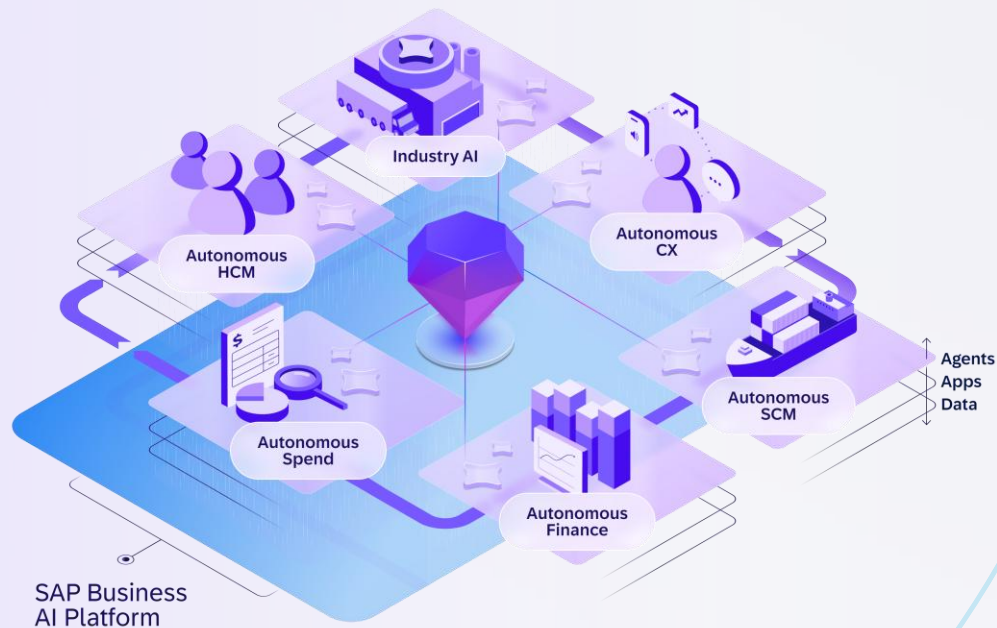 Industry AI
Autonomous
HCM
Autonomous
CX
$
Autonomous
Spend
Autonomous
Finance
Autonomous
SCM
Agents
Apps
Data
SAP Business
AI Platform